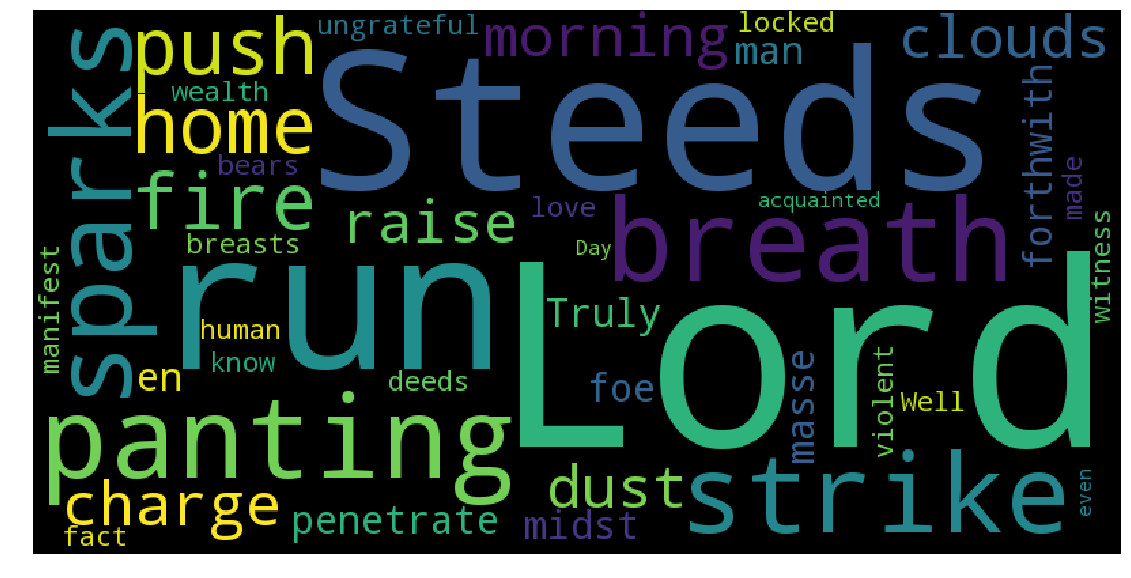 ungrateful
locked
push
morning
man
clouds
Steeds
sparks
wealth
home
forthwith
bears
made
fire
raise
love
acquainted
breath
breasts
Day
witness
manifest
run
Lord
Truly
human
know
en
deeds
foe
masse
violent
Well
panting
strike
charge
dust
penetrate
midst
even
fact